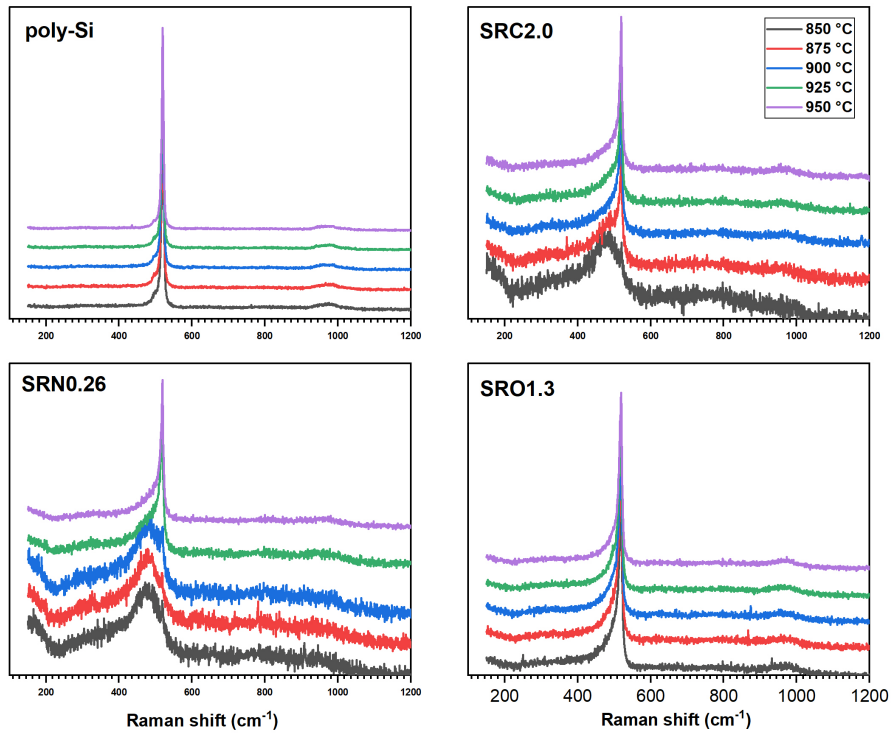 poly-Si
200 400 600 800 1000 1200
SRC2.0
850 °C
875 °C
900 °C
925 °C
950 °C
200 400 600 800 1000 1200
SRN0.26
200 400 600 800 1000 1200
Raman shift (cm⁻¹)
SRO1.3
200 400 600 800 1000 1200
Raman shift (cm⁻¹)